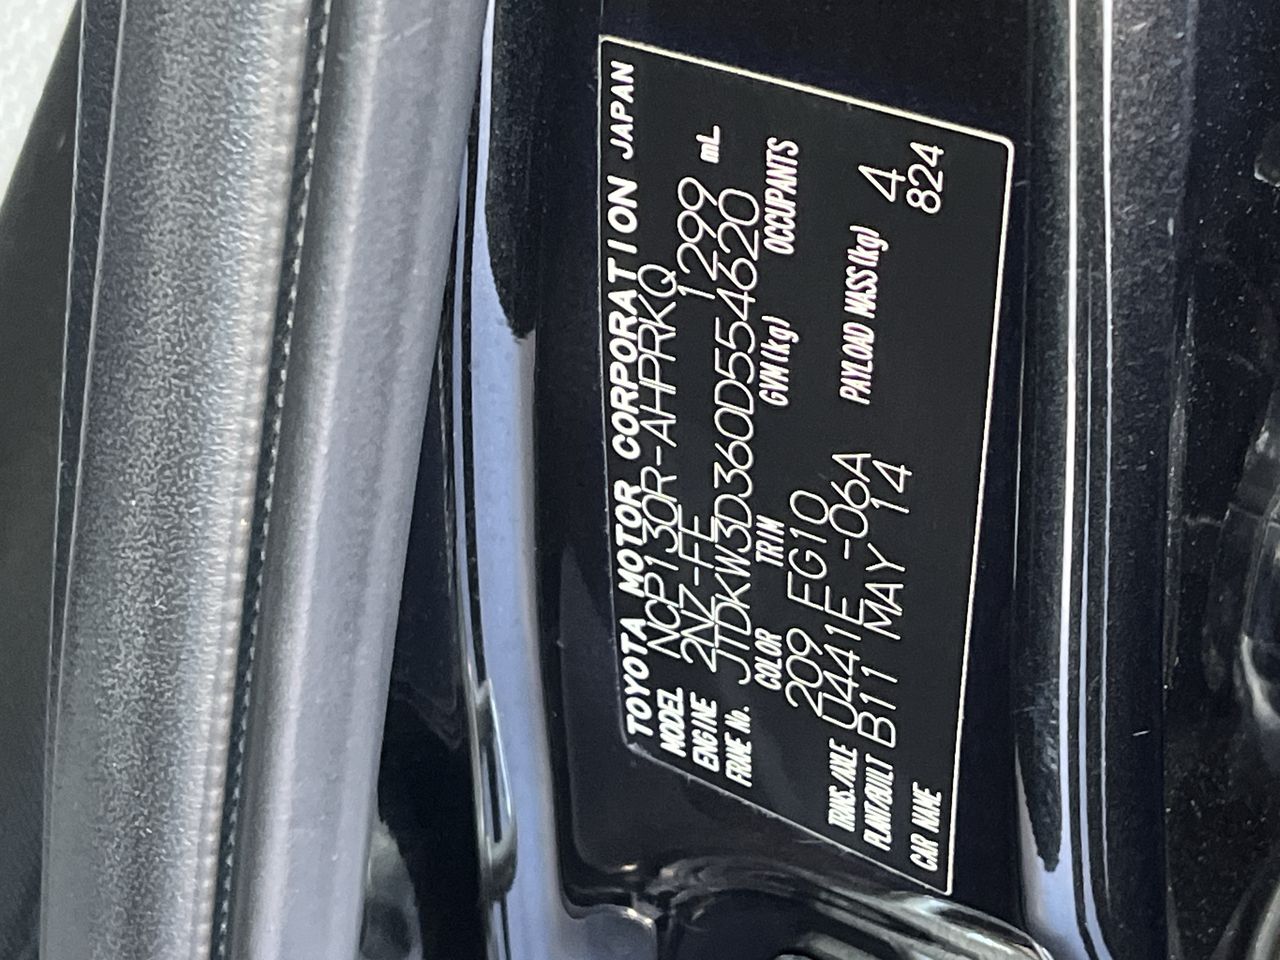 TOYOTA MOTOR CORPORATION JAPAN
MODEL NCP130R-AHPRKQ
ENGINE 2NZ-FE 1299 mL
FRAME No. JTDKW3D360D554620
COLOR TRIM GVM(kg) OCCUPANTS
209 FG10 4
TRANS./AXLE U441E -06A PAYLOAD MASS(kg) 824
PLANT/BUILT B11 MAY 14
CAR NAME